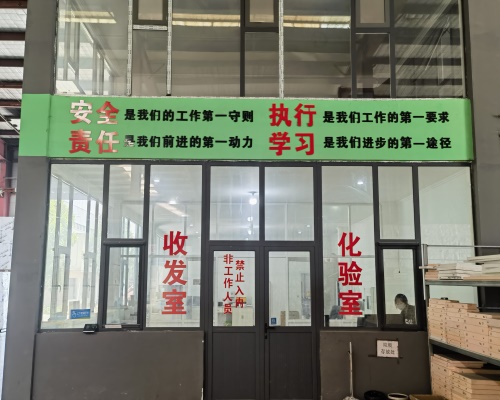 安全 是我们的工作第一守则 执行 是我们工作的第一要求
责任 是我们前进的第一动力 学习 是我们进步的第一途径
收发室
非工作人员
禁止入内
化验室